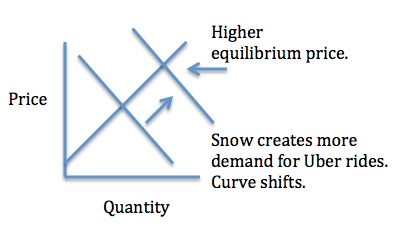 Higher
equilibrium price.
Price
Snow creates more
demand for Uber rides.
Curve shifts.
Quantity